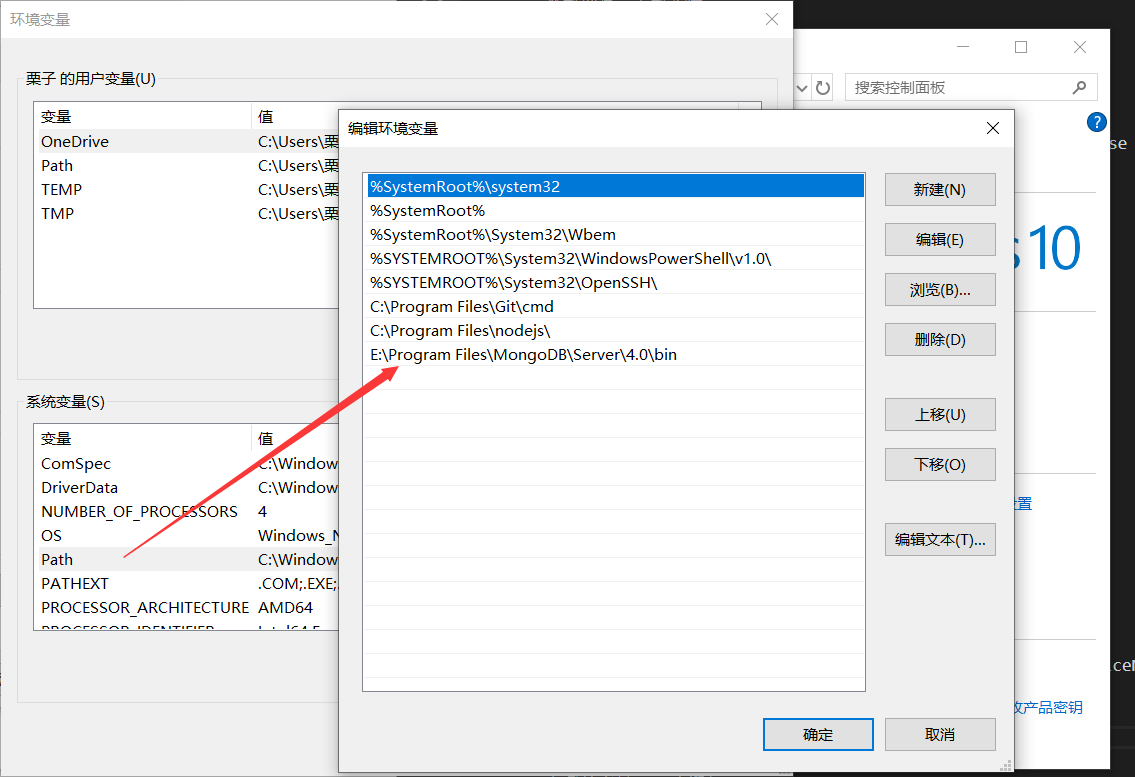 环境变量
栗子 的用户变量(U)
变量 值
OneDrive C:\Users\栗
Path C:\Users\栗
TEMP C:\Users\栗
TMP C:\Users\栗
系统变量(S)
变量 值
ComSpec C:\Window
DriverData C:\Window
NUMBER_OF_PROCESSORS 4
OS Windows_N
Path C:\Window
PATHEXT .COM;.EXE;.
PROCESSOR_ARCHITECTURE AMD64
编辑环境变量
%SystemRoot%\system32
%SystemRoot%
%SystemRoot%\System32\Wbem
%SYSTEMROOT%\System32\WindowsPowerShell\v1.0\
%SYSTEMROOT%\System32\OpenSSH\
C:\Program Files\Git\cmd
C:\Program Files\nodejs\
E:\Program Files\MongoDB\Server\4.0\bin
新建(N)
编辑(E)
浏览(B)...
删除(D)
上移(U)
下移(O)
编辑文本(T)...
确定
取消
搜索控制面板
?
se
s 10
置
改产品密钥